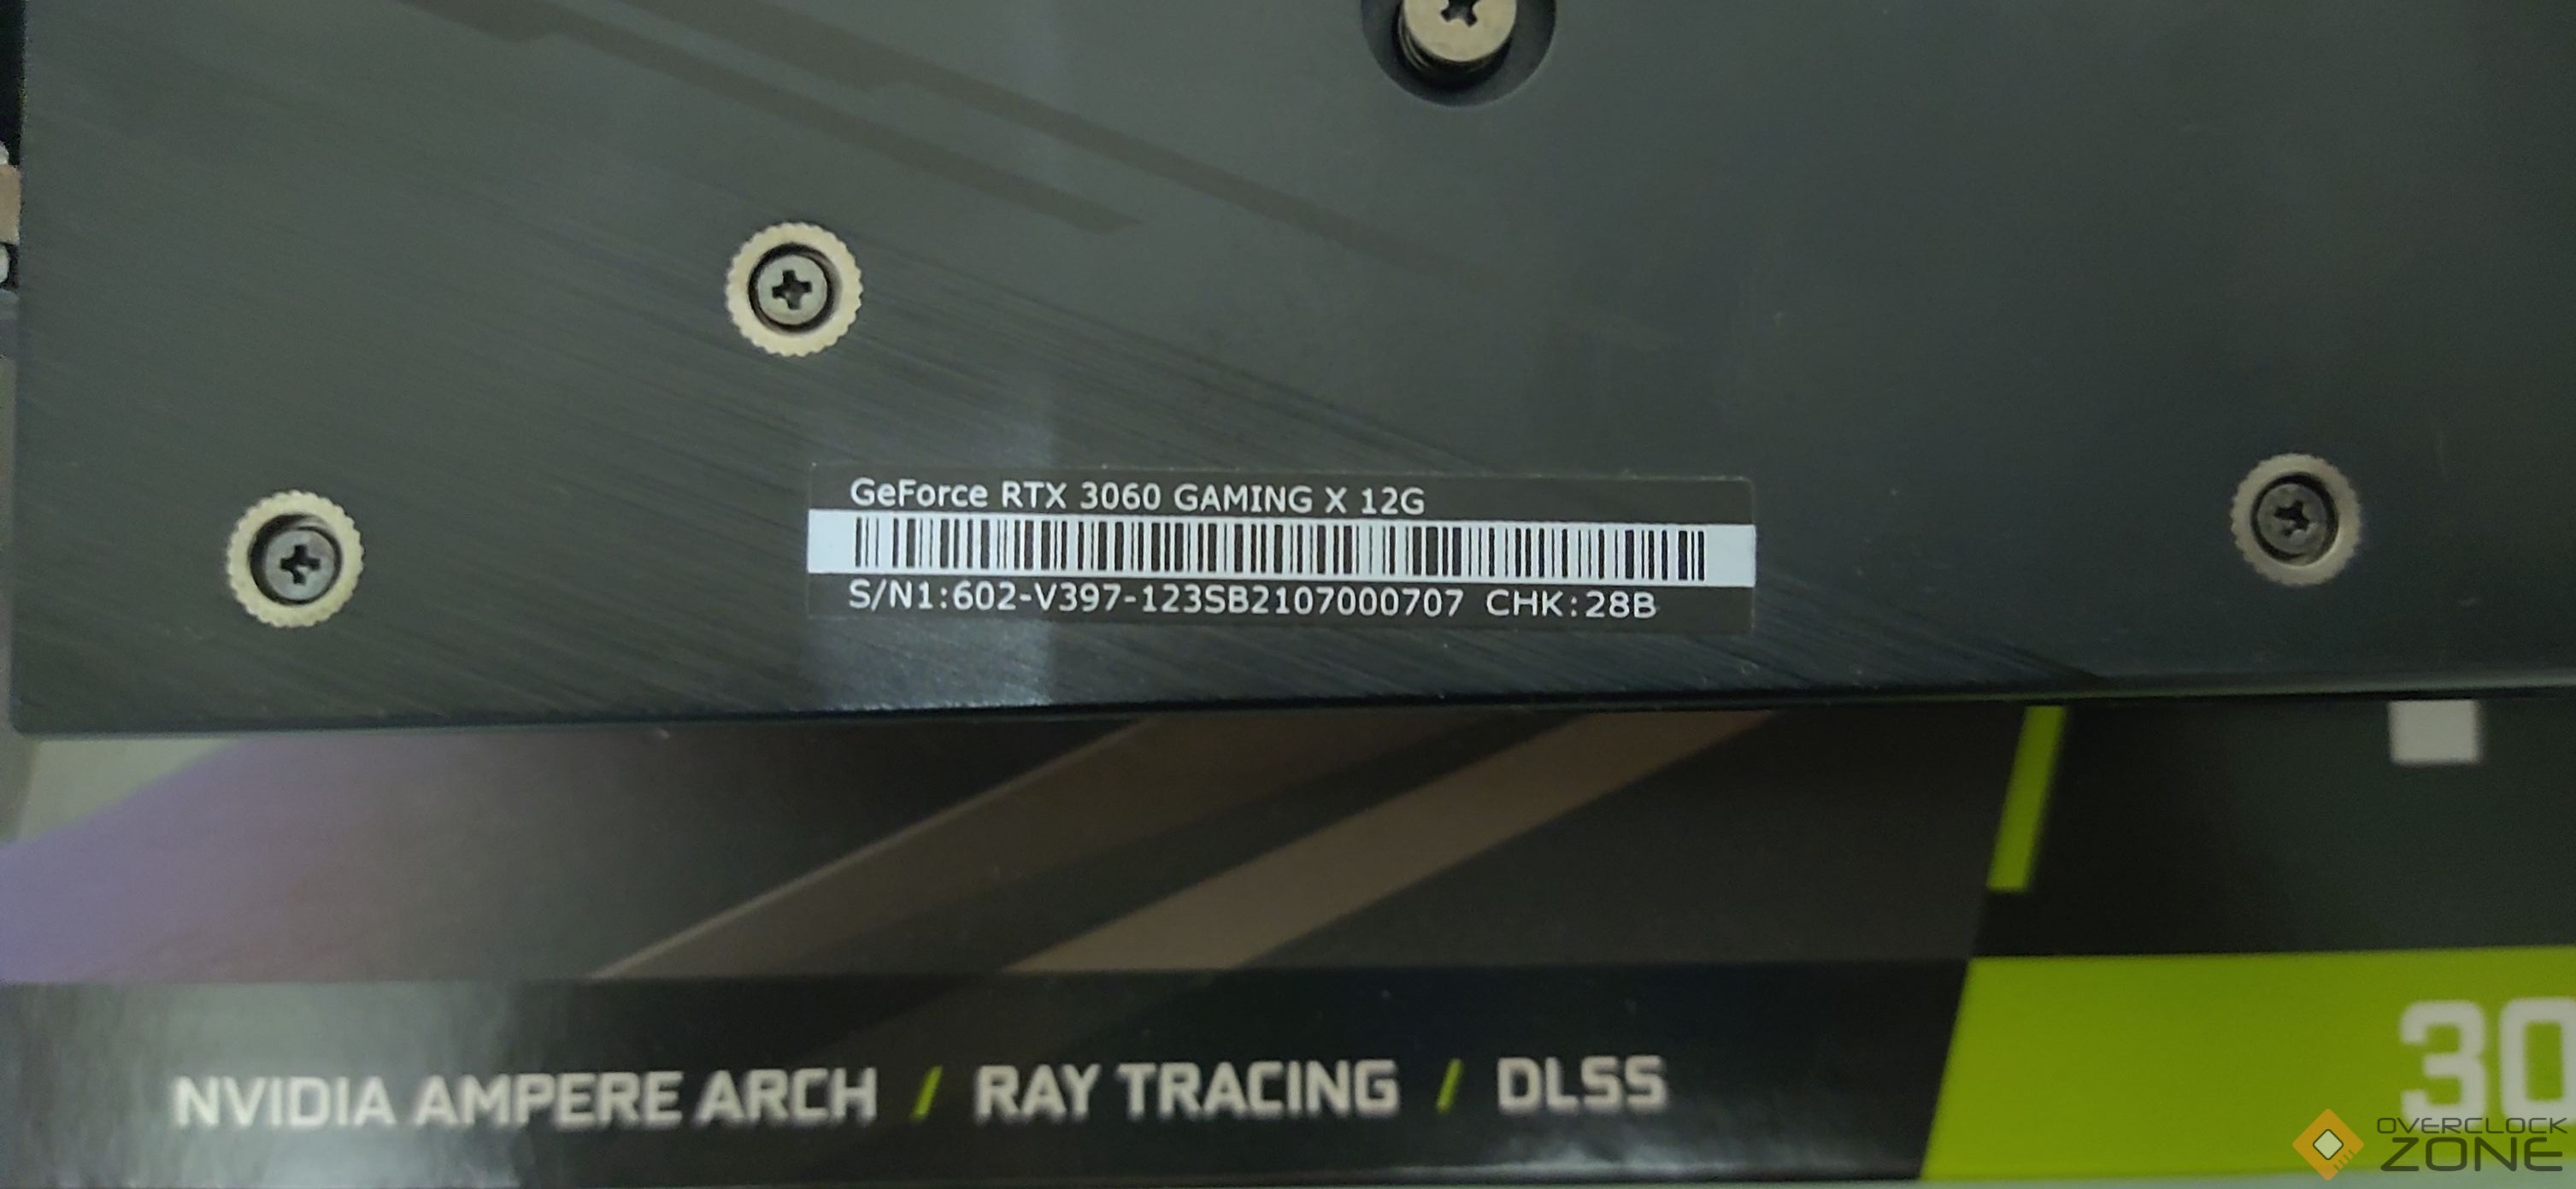 GeForce RTX 3060 GAMING X 12G
S/N1:602-V397-123SB2107000707 CHK:28B
NVIDIA AMPERE ARCH / RAY TRACING / DLSS
30
OVERCLOCK
ZONE